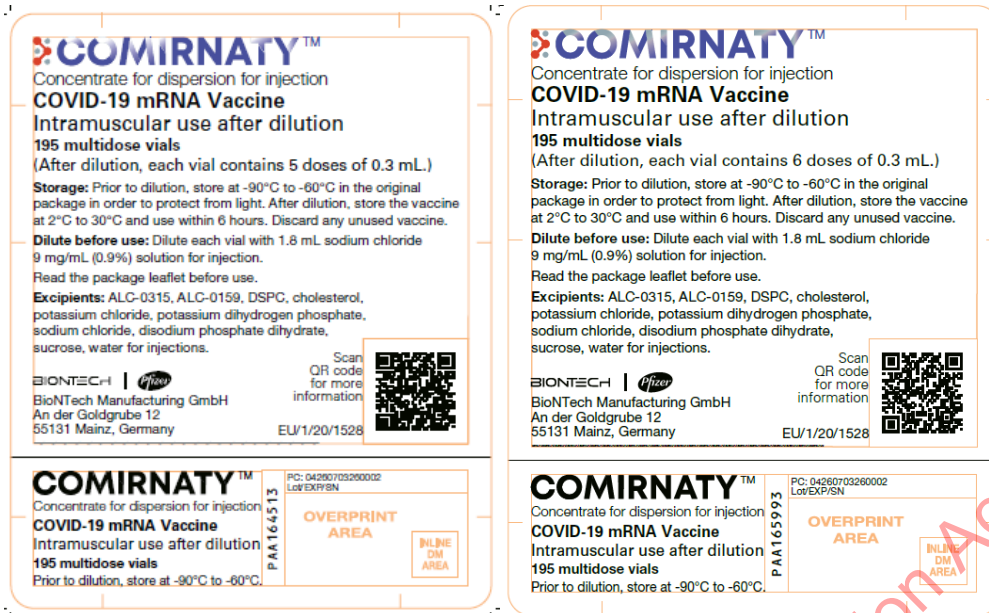 COMIRNATY™
Concentrate for dispersion for injection
COVID-19 mRNA Vaccine
Intramuscular use after dilution
195 multidose vials
(After dilution, each vial contains 5 doses of 0.3 mL.)
Storage: Prior to dilution, store at -90°C to -60°C in the original
package in order to protect from light. After dilution, store the vaccine
at 2°C to 30°C and use within 6 hours. Discard any unused vaccine.
Dilute before use: Dilute each vial with 1.8 mL sodium chloride
9 mg/mL (0.9%) solution for injection.
Read the package leaflet before use.
Excipients: ALC-0315, ALC-0159, DSPC, cholesterol,
potassium chloride, potassium dihydrogen phosphate,
sodium chloride, disodium phosphate dihydrate,
sucrose, water for injections.
Scan
QR code
for more
information
BIONTECH | Pfizer
BioNTech Manufacturing GmbH
An der Goldgrube 12
55131 Mainz, Germany
EU/1/20/1528
COMIRNATY™
Concentrate for dispersion for injection
COVID-19 mRNA Vaccine
Intramuscular use after dilution
195 multidose vials
Prior to dilution, store at -90°C to -60°C.
PAA164513
PC: 04260703260002
Lot/EXP/SN
OVERPRINT
AREA
INLINE
DM
AREA
COMIRNATY™
Concentrate for dispersion for injection
COVID-19 mRNA Vaccine
Intramuscular use after dilution
195 multidose vials
(After dilution, each vial contains 6 doses of 0.3 mL.)
Storage: Prior to dilution, store at -90°C to -60°C in the original
package in order to protect from light. After dilution, store the vaccine
at 2°C to 30°C and use within 6 hours. Discard any unused vaccine.
Dilute before use: Dilute each vial with 1.8 mL sodium chloride
9 mg/mL (0.9%) solution for injection.
Read the package leaflet before use.
Excipients: ALC-0315, ALC-0159, DSPC, cholesterol,
potassium chloride, potassium dihydrogen phosphate,
sodium chloride, disodium phosphate dihydrate,
sucrose, water for injections.
Scan
QR code
for more
information
BIONTECH | Pfizer
BioNTech Manufacturing GmbH
An der Goldgrube 12
55131 Mainz, Germany
EU/1/20/1528
COMIRNATY™
Concentrate for dispersion for injection
COVID-19 mRNA Vaccine
Intramuscular use after dilution
195 multidose vials
Prior to dilution, store at -90°C to -60°C.
PAA165993
PC: 04260703260002
Lot/EXP/SN
OVERPRINT
AREA
INLINE
DM
AREA